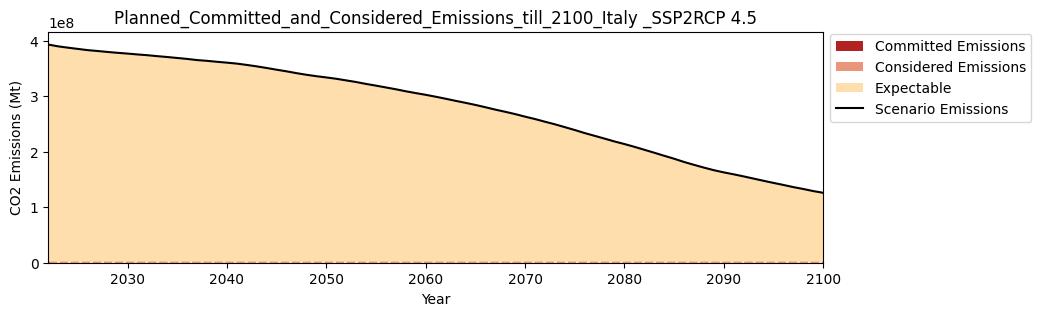 Planned_Committed_and_Considered_Emissions_till_2100_Italy _SSP2RCP 4.5
1e8
4
3
2
1
0
CO2 Emissions (Mt)
2030 2040 2050 2060 2070 2080 2090 2100
Year
Committed Emissions
Considered Emissions
Expectable
Scenario Emissions